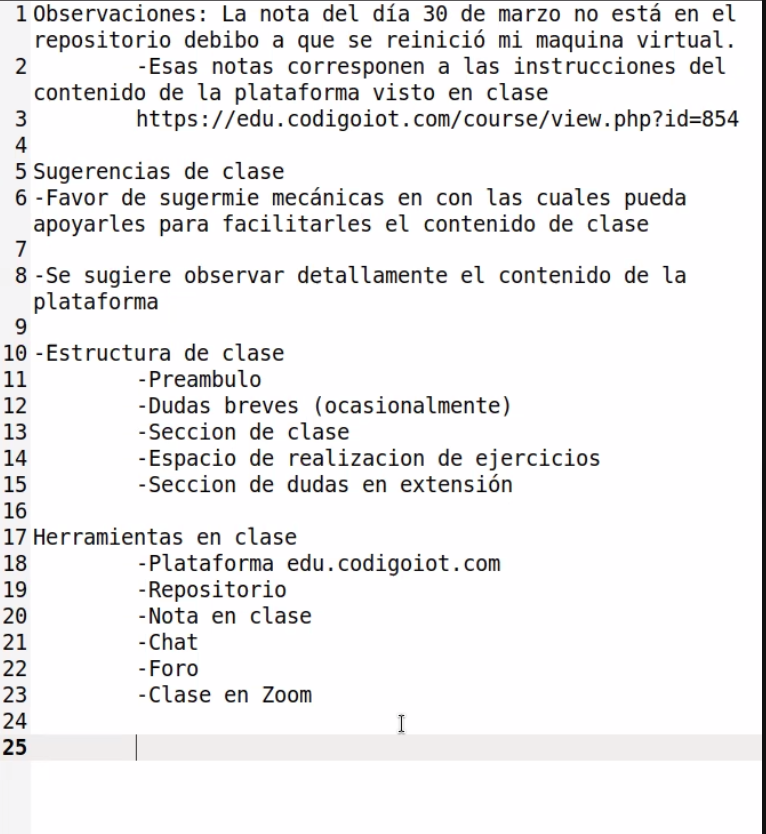 1 Observaciones: La nota del día 30 de marzo no está en el
repositorio debibo a que se reinició mi maquina virtual.
2 -Esas notas corresponen a las instrucciones del
contenido de la plataforma visto en clase
3 https://edu.codigoiot.com/course/view.php?id=854
4
5 Sugerencias de clase
6 -Favor de sugermie mecánicas en con las cuales pueda
apoyarles para facilitarles el contenido de clase
7
8 -Se sugiere observar detallamente el contenido de la
plataforma
9
10 -Estructura de clase
11 -Preambulo
12 -Dudas breves (ocasionalmente)
13 -Seccion de clase
14 -Espacio de realizacion de ejercicios
15 -Seccion de dudas en extensión
16
17 Herramientas en clase
18 -Plataforma edu.codigoiot.com
19 -Repositorio
20 -Nota en clase
21 -Chat
22 -Foro
23 -Clase en Zoom
24
25